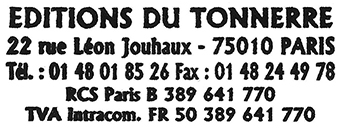 EDITIONS DU TONNERRE
22 rue Léon Jouhaux - 75010 PARIS
Tél. : 01 48 01 85 26 Fax : 01 48 24 49 78
RCS Paris B 389 641 770
TVA Intracom. FR 50 389 641 770